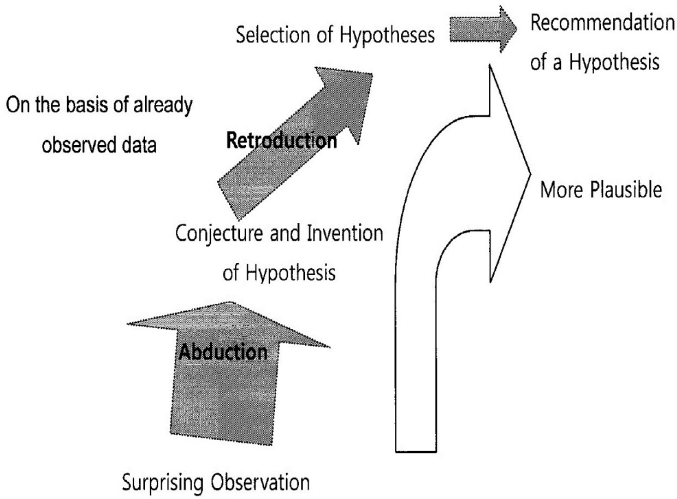 Selection of Hypotheses
Recommendation
of a Hypothesis
On the basis of already
observed data
Retroduction
More Plausible
Conjecture and Invention
of Hypothesis
Abduction
Surprising Observation